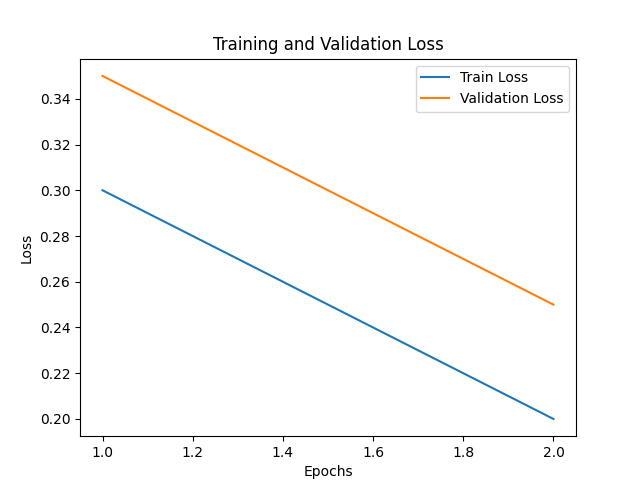 Training and Validation Loss
Train Loss
Validation Loss
0.34
0.32
0.30
0.28
0.26
0.24
0.22
0.20
Loss
1.0 1.2 1.4 1.6 1.8 2.0
Epochs